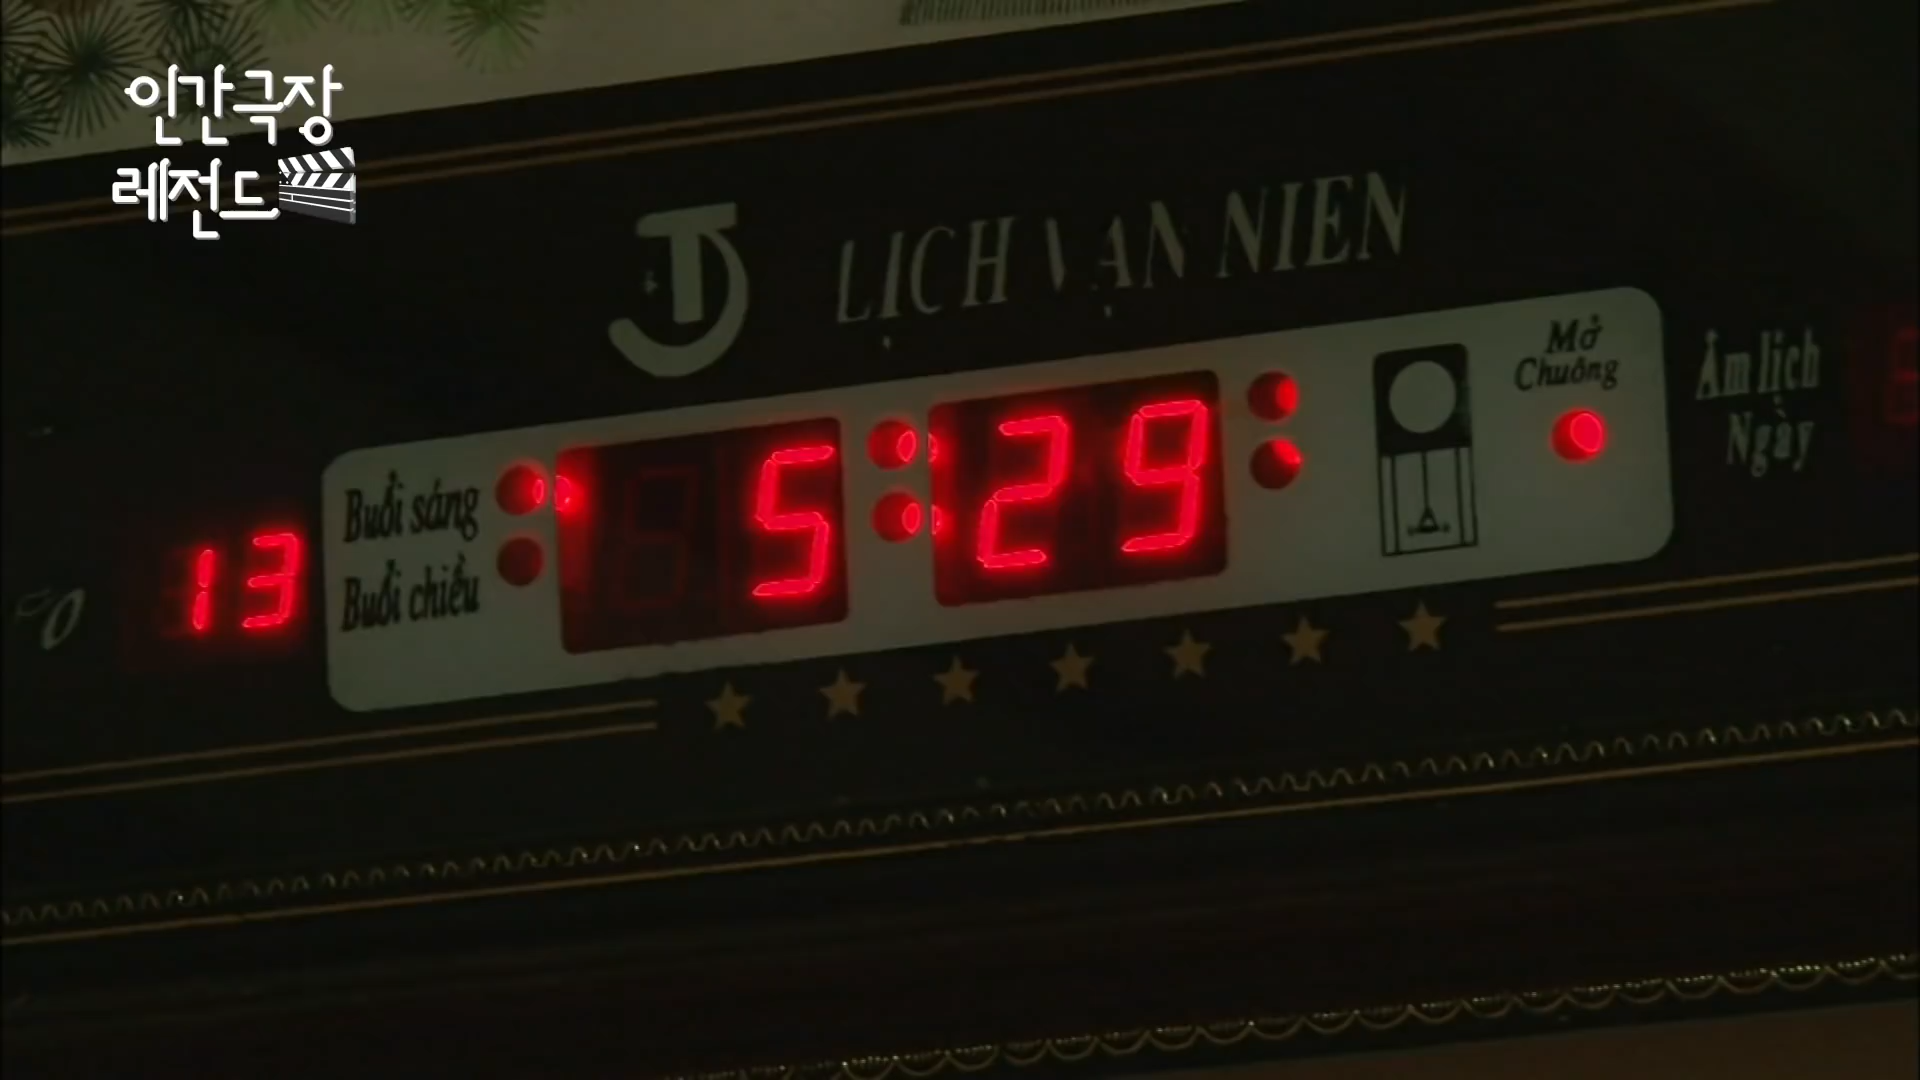 인간극장
레전드
LỊCH VẠN NIÊN
Mở
Chuông
Âm lịch
Ngày
Buổi sáng
5:29
Buổi chiều
13